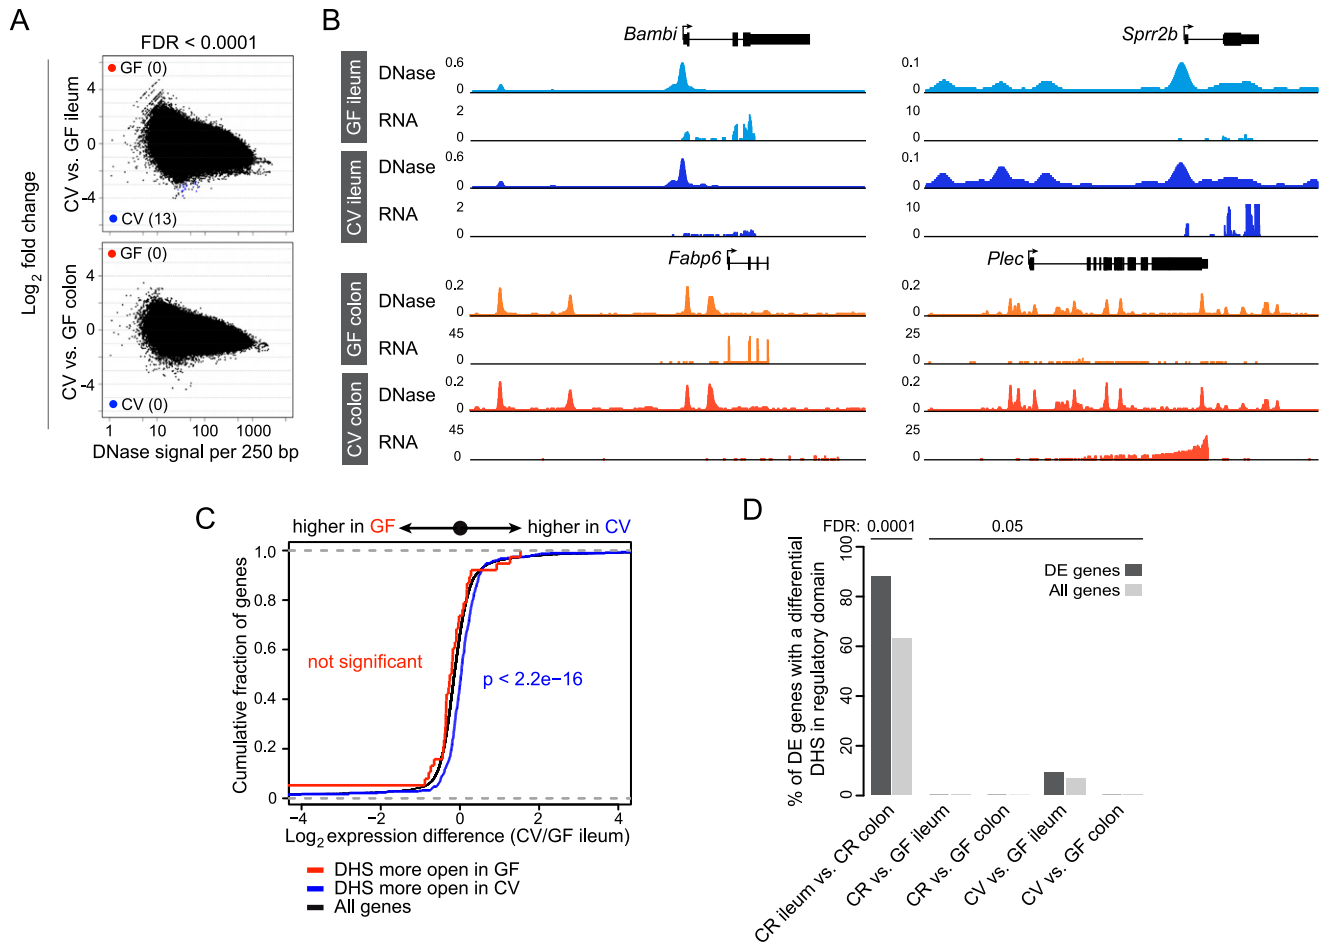 A
FDR < 0.0001
GF (0)
CV (13)
4
0
−4
CV vs. GF ileum
GF (0)
CV (0)
4
0
−4
CV vs. GF colon
Log2 fold change
1 10 100 1000
DNase signal per 250 bp
B
Bambi
Sprr2b
GF ileum
DNase
0.6
0
0.1
0
RNA
2
0
10
0
CV ileum
DNase
0.6
0
0.1
0
RNA
2
0
10
0
Fabp6
Plec
GF colon
DNase
0.2
0
0.2
0
RNA
45
0
25
0
CV colon
DNase
0.2
0
0.2
0
RNA
45
0
25
0
C
higher in GF
higher in CV
1.0
0.8
0.6
0.4
0.2
0
Cumulative fraction of genes
not significant
p < 2.2e−16
−4 −2 0 2 4
Log2 expression difference (CV/GF ileum)
DHS more open in GF
DHS more open in CV
All genes
D
FDR: 0.0001 0.05
DE genes
All genes
100
80
60
40
20
0
% of DE genes with a differential
DHS in regulatory domain
CR ileum vs. CR colon
CR vs. GF ileum
CR vs. GF colon
CV vs. GF ileum
CV vs. GF colon